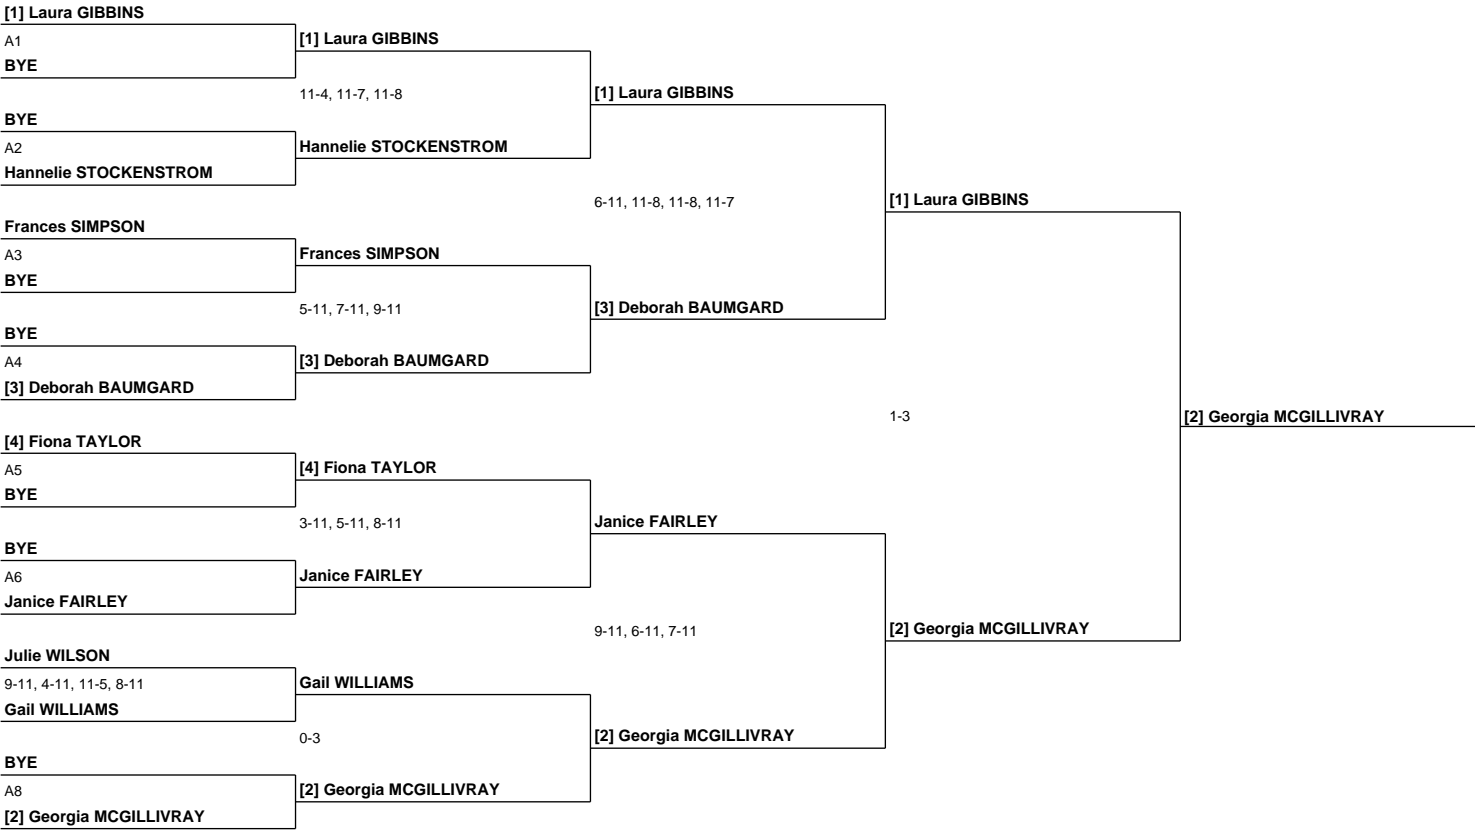 [1] Laura GIBBINS
A1
BYE
BYE
A2
Hannelie STOCKENSTROM
Frances SIMPSON
A3
BYE
BYE
A4
[3] Deborah BAUMGARD
[4] Fiona TAYLOR
A5
BYE
BYE
A6
Janice FAIRLEY
Julie WILSON
9-11, 4-11, 11-5, 8-11
Gail WILLIAMS
BYE
A8
[2] Georgia MCGILLIVRAY
[1] Laura GIBBINS
11-4, 11-7, 11-8
Hannelie STOCKENSTROM
Frances SIMPSON
5-11, 7-11, 9-11
[3] Deborah BAUMGARD
[4] Fiona TAYLOR
3-11, 5-11, 8-11
Janice FAIRLEY
Gail WILLIAMS
0-3
[2] Georgia MCGILLIVRAY
[1] Laura GIBBINS
6-11, 11-8, 11-8, 11-7
[3] Deborah BAUMGARD
Janice FAIRLEY
9-11, 6-11, 7-11
[2] Georgia MCGILLIVRAY
[1] Laura GIBBINS
1-3
[2] Georgia MCGILLIVRAY
[2] Georgia MCGILLIVRAY